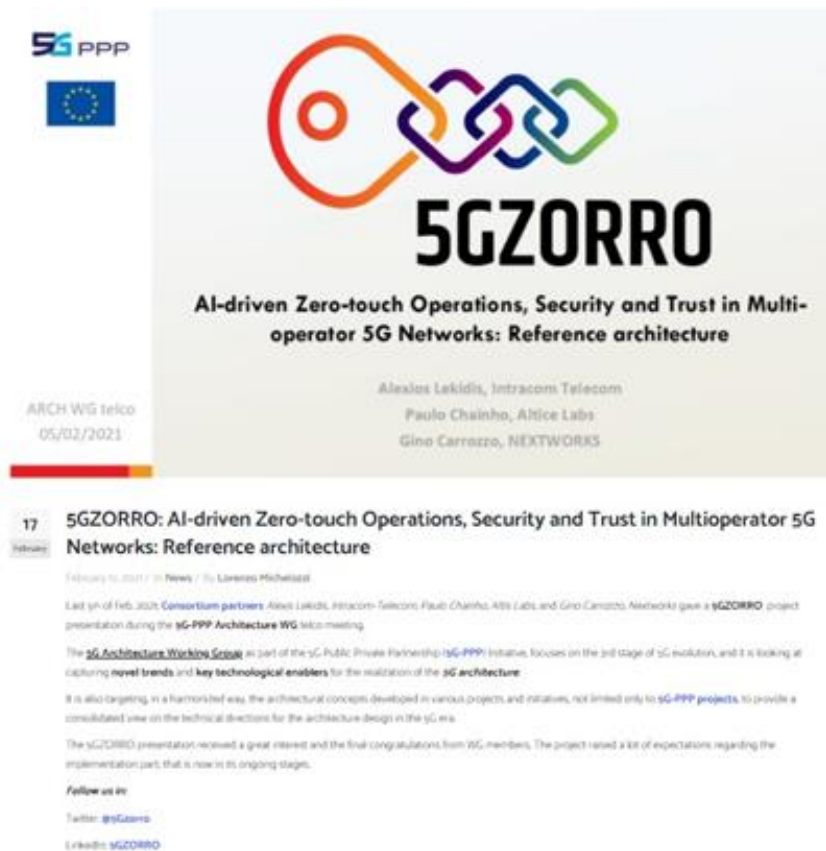 5G PPP
5GZORRO
AI-driven Zero-touch Operations, Security and Trust in Multi-
operator 5G Networks: Reference architecture
Alexios Lekidis, Intracom Telecom
Paulo Chainho, Altice Labs
Gino Carrozzo, NEXTWORKS
ARCH WG telco
05/02/2021
17
February
5GZORRO: AI-driven Zero-touch Operations, Security and Trust in Multioperator 5G
Networks: Reference architecture
/ in News / By Lorenzo Michelazzi
Last 5h of Feb, 2021 Consortium partners Alexis Lekidis, Intracom-Telecom; Paulo Chainho, Altis Labs; and Gino Carrozzo, Nextworks gave a 5GZORRO project
presentation during the 5G-PPP Architecture WG telco meeting.
The 5G Architecture Working Group as part of the 5G Public Private Partnership (5G-PPP) Initiative, focuses on the 3rd stage of 5G evolution, and it is looking at
capturing novel trends and key technological enablers for the realization of the 5G architecture
It is also targeting, in a harmonized way, the architectural concepts developed in various projects and initiatives, not limited only to 5G-PPP projects, to provide a
consolidated view on the technical directions for the architecture design in the 5G era.
The 5GZORRO presentation received a great interest and the final congratulations from WG members. The project raised a lot of expectations regarding the
implementation part, that is now in its ongoing stages.
Follow us in:
Twitter: @5Gzorro
LinkedIn: 5GZORRO